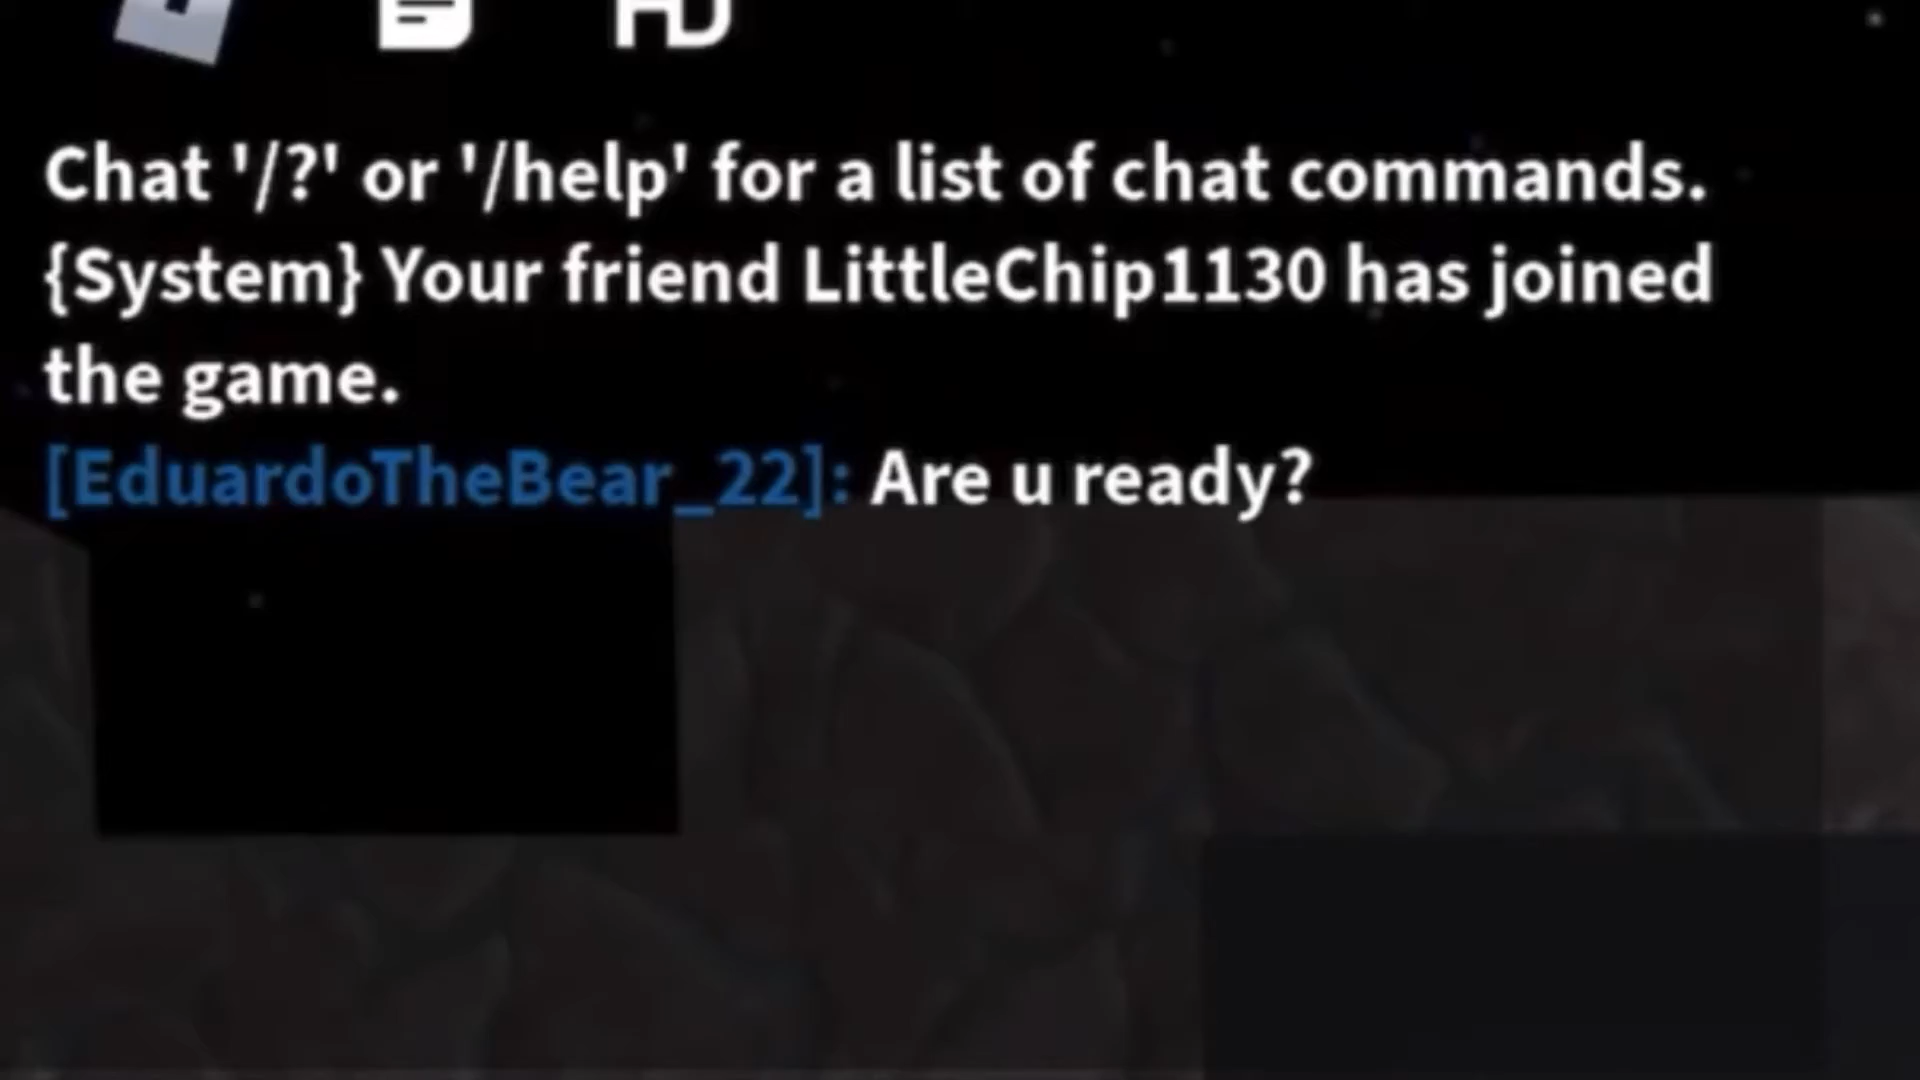 Chat '/?' or '/help' for a list of chat commands.
{System} Your friend LittleChip1130 has joined
the game.
[EduardoTheBear_22]: Are u ready?